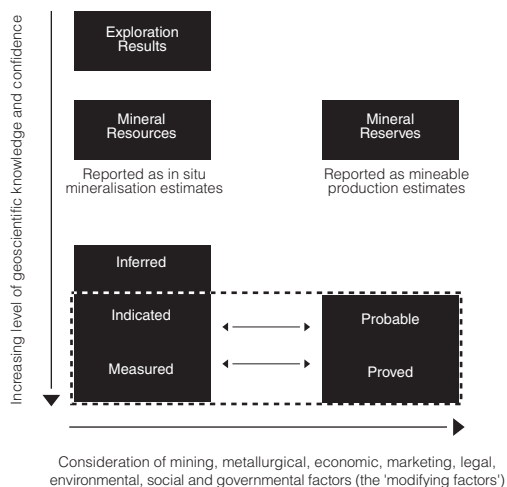 Increasing level of geoscientific knowledge and confidence
Exploration
Results
Mineral
Resources
Reported as in situ
mineralisation estimates
Mineral
Reserves
Reported as mineable
production estimates
Inferred
Indicated
Measured
Probable
Proved
Consideration of mining, metallurgical, economic, marketing, legal,
environmental, social and governmental factors (the 'modifying factors')